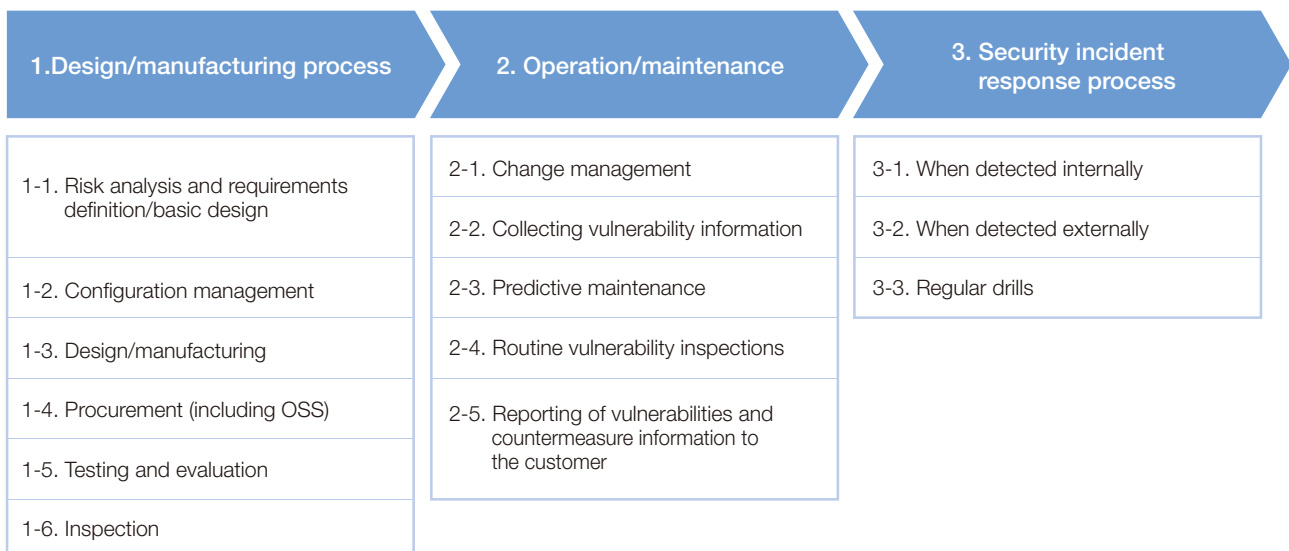 1.Design/manufacturing process
1-1. Risk analysis and requirements
definition/basic design
1-2. Configuration management
1-3. Design/manufacturing
1-4. Procurement (including OSS)
1-5. Testing and evaluation
1-6. Inspection
2. Operation/maintenance
2-1. Change management
2-2. Collecting vulnerability information
2-3. Predictive maintenance
2-4. Routine vulnerability inspections
2-5. Reporting of vulnerabilities and
countermeasure information to
the customer
3. Security incident
response process
3-1. When detected internally
3-2. When detected externally
3-3. Regular drills